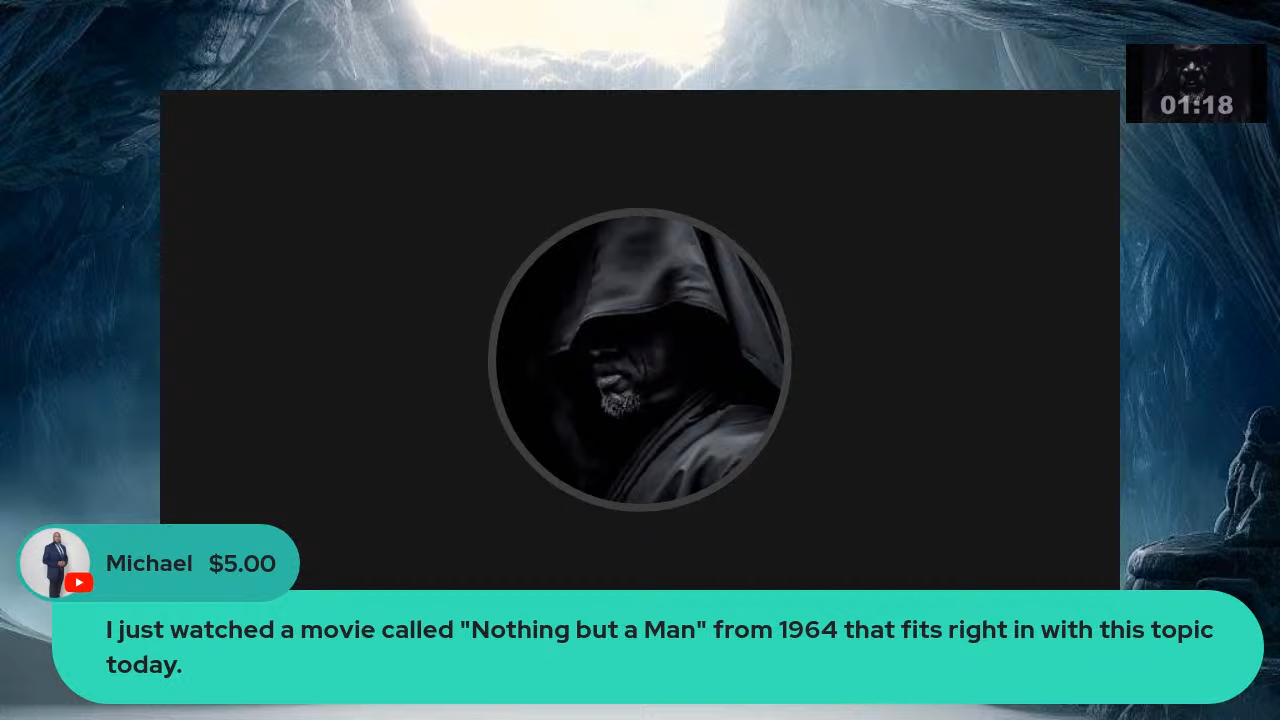 01:18
Michael $5.00
I just watched a movie called "Nothing but a Man" from 1964 that fits right in with this topic
today.